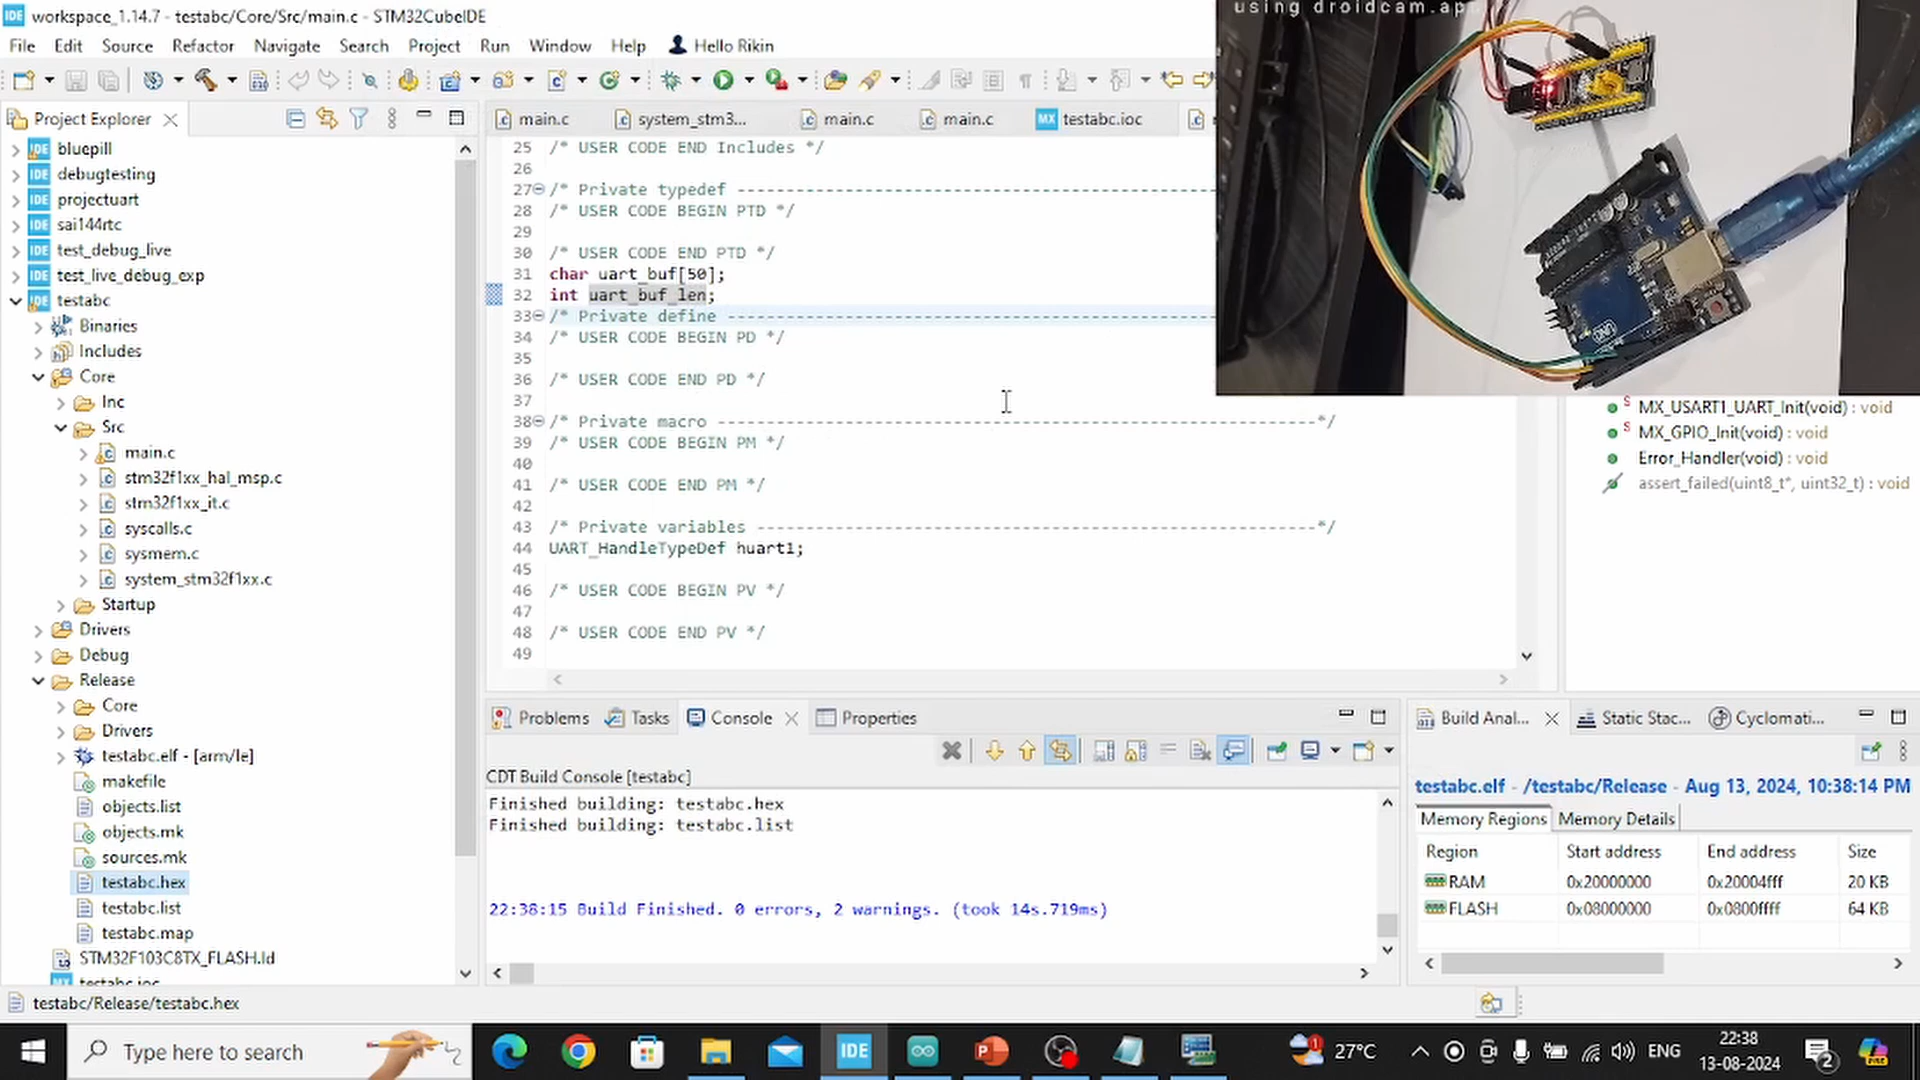 workspace_1.14.7 - testabc/Core/Src/main.c - STM32CubeIDE
using droidcam.app
File Edit Source Refactor Navigate Search Project Run Window Help Hello Rikin
Project Explorer
bluepill
debugtesting
projectuart
sai144rtc
test_debug_live
test_live_debug_exp
testabc
Binaries
Includes
Core
Inc
Src
main.c
stm32f1xx_hal_msp.c
stm32f1xx_it.c
syscalls.c
sysmem.c
system_stm32f1xx.c
Startup
Drivers
Debug
Release
Core
Drivers
testabc.elf - [arm/le]
makefile
objects.list
objects.mk
sources.mk
testabc.hex
testabc.list
testabc.map
STM32F103C8TX_FLASH.ld
testabc.ioc
main.c system_stm3... main.c main.c testabc.ioc
25 /* USER CODE END Includes */
26
27 /* Private typedef -----------------------------------------------
28 /* USER CODE BEGIN PTD */
29
30 /* USER CODE END PTD */
31 char uart_buf[50];
32 int uart_buf_len;
33 /* Private define ------------------------------------------------
34 /* USER CODE BEGIN PD */
35
36 /* USER CODE END PD */
37
38 /* Private macro -------------------------------------------------------------*/
39 /* USER CODE BEGIN PM */
40
41 /* USER CODE END PM */
42
43 /* Private variables ---------------------------------------------------------*/
44 UART_HandleTypeDef huart1;
45
46 /* USER CODE BEGIN PV */
47
48 /* USER CODE END PV */
49
MX_USART1_UART_Init(void) : void
MX_GPIO_Init(void) : void
Error_Handler(void) : void
assert_failed(uint8_t*, uint32_t) : void
Problems Tasks Console Properties
CDT Build Console [testabc]
Finished building: testabc.hex
Finished building: testabc.list
22:38:15 Build Finished. 0 errors, 2 warnings. (took 14s.719ms)
Build Anal... Static Stac... Cyclomati...
testabc.elf - /testabc/Release - Aug 13, 2024, 10:38:14 PM
Memory Regions Memory Details
Region Start address End address Size
RAM 0x20000000 0x20004fff 20 KB
FLASH 0x08000000 0x0800ffff 64 KB
testabc/Release/testabc.hex
Type here to search
IDE
27°C
ENG
22:38
13-08-2024
2